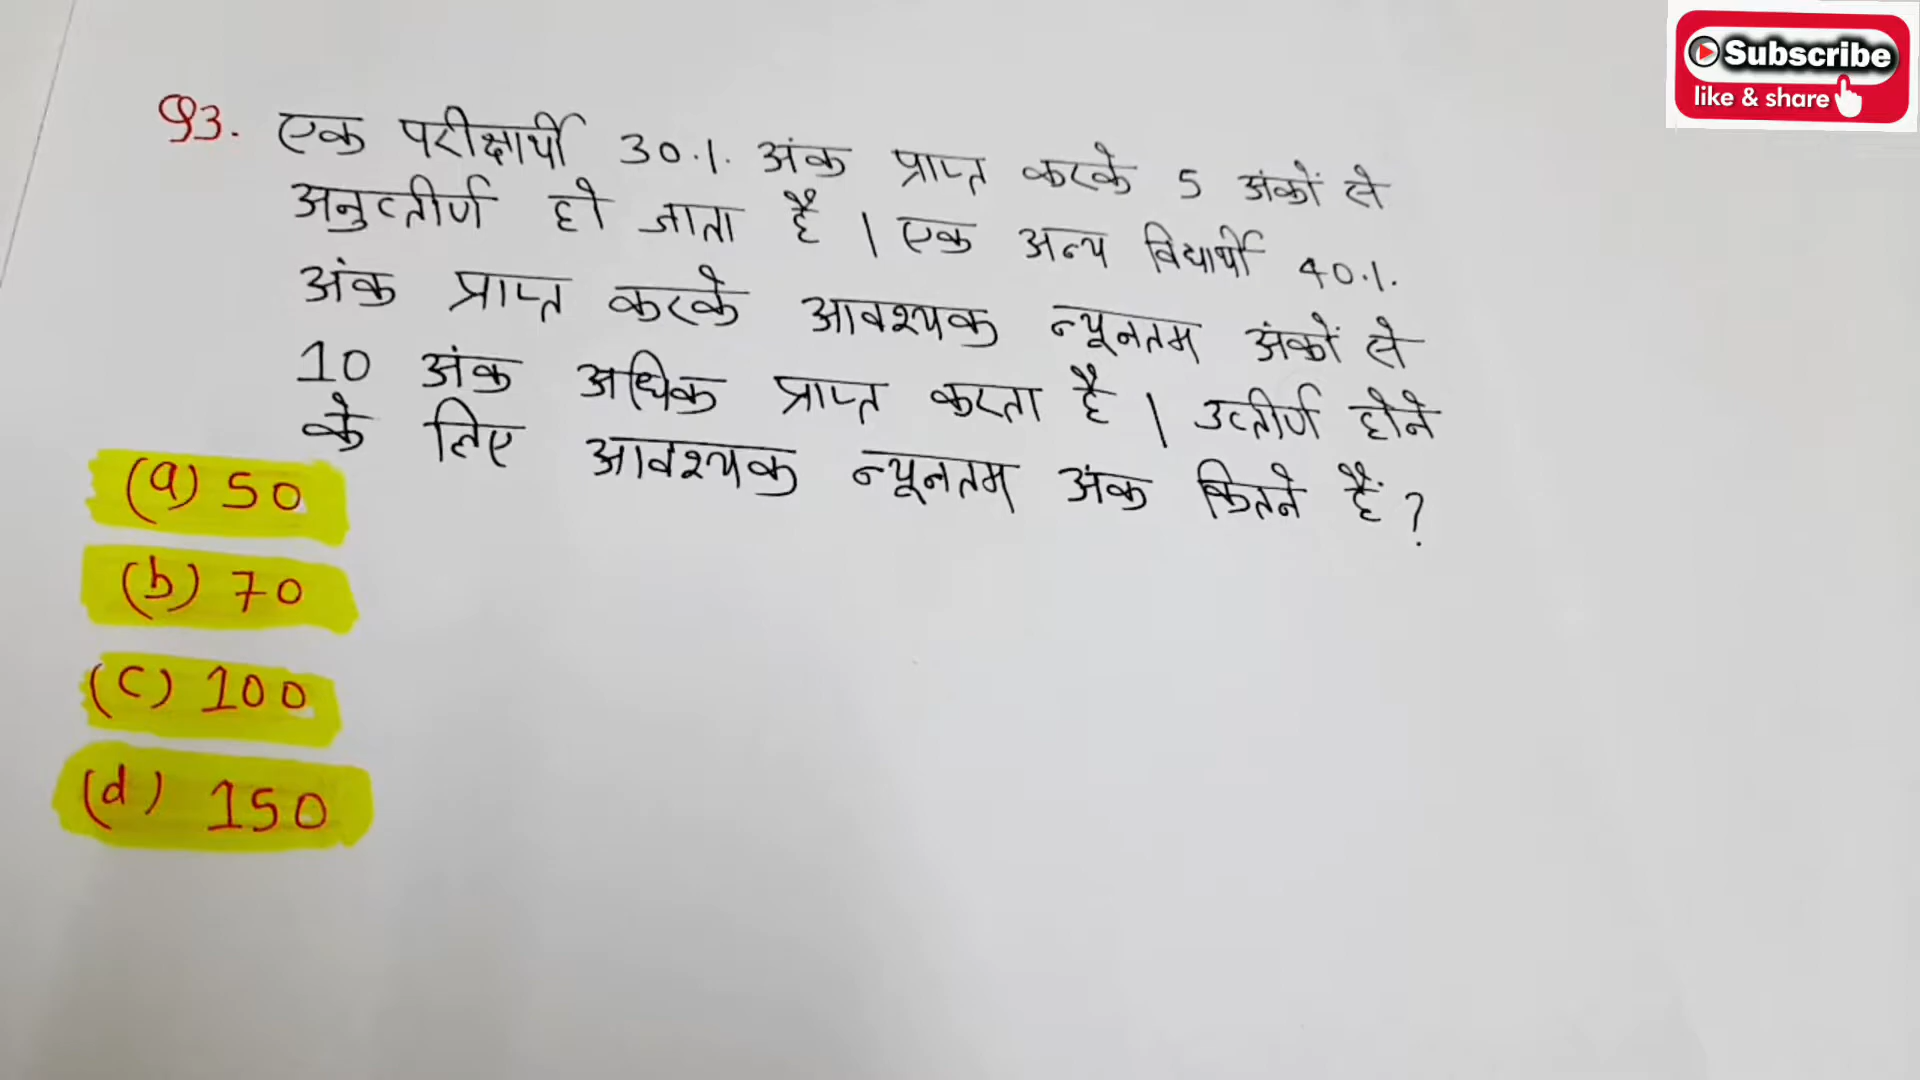 Subscribe
like & share
Q3. एक परीक्षार्थी 30% अंक प्राप्त करके 5 अंकों से
अनुत्तीर्ण हो जाता है । एक अन्य विद्यार्थी 40%
अंक प्राप्त करके आवश्यक न्यूनतम अंकों से
10 अंक अधिक प्राप्त करता है । उत्तीर्ण होने
के लिए आवश्यक न्यूनतम अंक कितने हैं ?
(a) 50
(b) 70
(c) 100
(d) 150